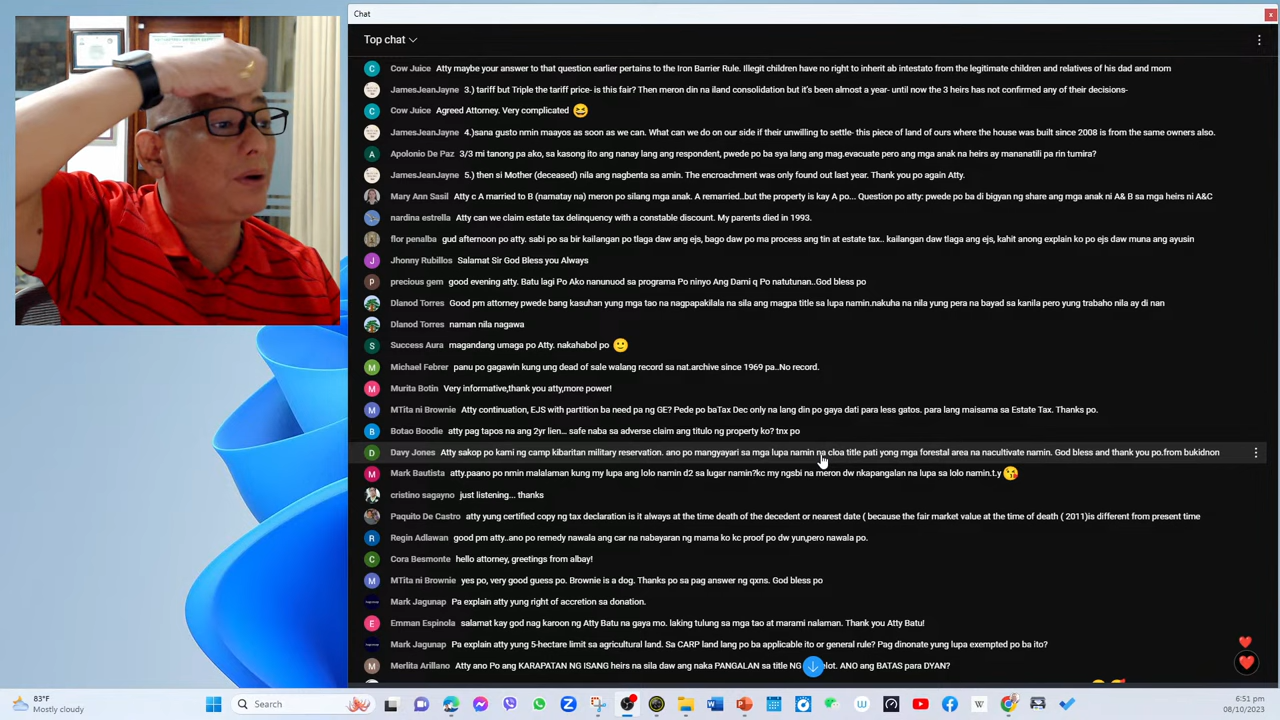 Chat
Top chat
Cow Juice Atty maybe your answer to that question earlier pertains to the Iron Barrier Rule. Illegit children have no right to inherit ab intestato from the legitimate children and relatives of his dad and mom
JamesJeanJayne 3.) tariff but Triple the tariff price- is this fair? Then meron din na iland consolidation but it's been almost a year- until now the 3 heirs has not confirmed any of their decisions-
Cow Juice Agreed Attorney. Very complicated 😆
JamesJeanJayne 4.)sana gusto nmin maayos as soon as we can. What can we do on our side if their unwilling to settle- this piece of land of ours where the house was built since 2008 is from the same owners also.
A Apolonio De Paz 3/3 mi tanong pa ako, sa kasong ito ang nanay lang ang respondent, pwede po ba sya lang ang mag.evacuate pero ang mga anak na heirs ay mananatili pa rin tumira?
JamesJeanJayne 5.) then si Mother (deceased) nila ang nagbenta sa amin. The encroachment was only found out last year. Thank you po again Atty.
Mary Ann Sasil Atty c A married to B (namatay na) meron po silang mga anak. A remarried..but the property is kay A po... Question po atty: pwede po ba di bigyan ng share ang mga anak ni A& B sa mga heirs ni A&C
nardina estrella Atty can we claim estate tax delinquency with a constable discount. My parents died in 1993.
flor penalba gud afternoon po atty. sabi po sa bir kailangan po tlaga daw ang ejs, bago daw po ma process ang tin at estate tax.. kailangan daw tlaga ang ejs, kahit anong explain ko po ejs daw muna ang ayusin
J Jhonny Rubillos Salamat Sir God Bless you Always
P precious gem good evening atty. Batu lagi Po Ako nanunuod sa programa Po ninyo Ang Dami q Po natutunan..God bless po
Dlanod Torres Good pm attorney pwede bang kasuhan yung mga tao na nagpapakilala na sila ang magpa title sa lupa namin.nakuha na nila yung pera na bayad sa kanila pero yung trabaho nila ay di nan
Dlanod Torres naman nila nagawa
S Success Aura magandang umaga po Atty. nakahabol po 🙂
M Michael Febrer panu po gagawin kung ung dead of sale walang record sa nat.archive since 1969 pa..No record.
M Murita Botin Very informative,thank you atty,more power!
M MTita ni Brownie Atty continuation, EJS with partition ba need pa ng GE? Pede po baTax Dec only na lang din po gaya dati para less gatos. para lang maisama sa Estate Tax. Thanks po.
B Botao Boodie atty pag tapos na ang 2yr lien... safe naba sa adverse claim ang titulo ng property ko? tnx po
D Davy Jones Atty sakop po kami ng camp kibaritan military reservation. ano po mangyayari sa mga lupa namin na cloa title pati yong mga forestal area na nacultivate namin. God bless and thank you po.from bukidnon
M Mark Bautista atty.paano po nmin malalaman kung my lupa ang lolo namin d2 sa lugar namin?kc my ngsbi na meron dw nkapangalan na lupa sa lolo namin.t.y 😘
cristino sagayno just listening... thanks
Paquito De Castro atty yung certified copy ng tax declaration is it always at the time death of the decedent or nearest date ( because the fair market value at the time of death ( 2011)is different from present time
R Regin Adlawan good pm atty..ano po remedy nawala ang car na nabayaran ng mama ko kc proof po dw yun,pero nawala po.
C Cora Besmonte hello attorney, greetings from albay!
M MTita ni Brownie yes po, very good guess po. Brownie is a dog. Thanks po sa pag answer ng qxns. God bless po
Mark Jagunap Pa explain atty yung right of accretion sa donation.
E Emman Espinola salamat kay god nag karoon ng Atty Batu na gaya mo. laking tulung sa mga tao at marami nalaman. Thank you Atty Batu!
Mark Jagunap Pa explain atty yung 5-hectare limit sa agricultural land. Sa CARP land lang po ba applicable ito or general rule? Pag dinonate yung lupa exempted po ba ito?
M Merlita Arillano Atty ano Po ang KARAPATAN NG ISANG heirs na sila daw ang naka PANGALAN sa title NG elot. ANO ang BATAS para DYAN?
83°F
Mostly cloudy
Search
6:51 pm
08/10/2023